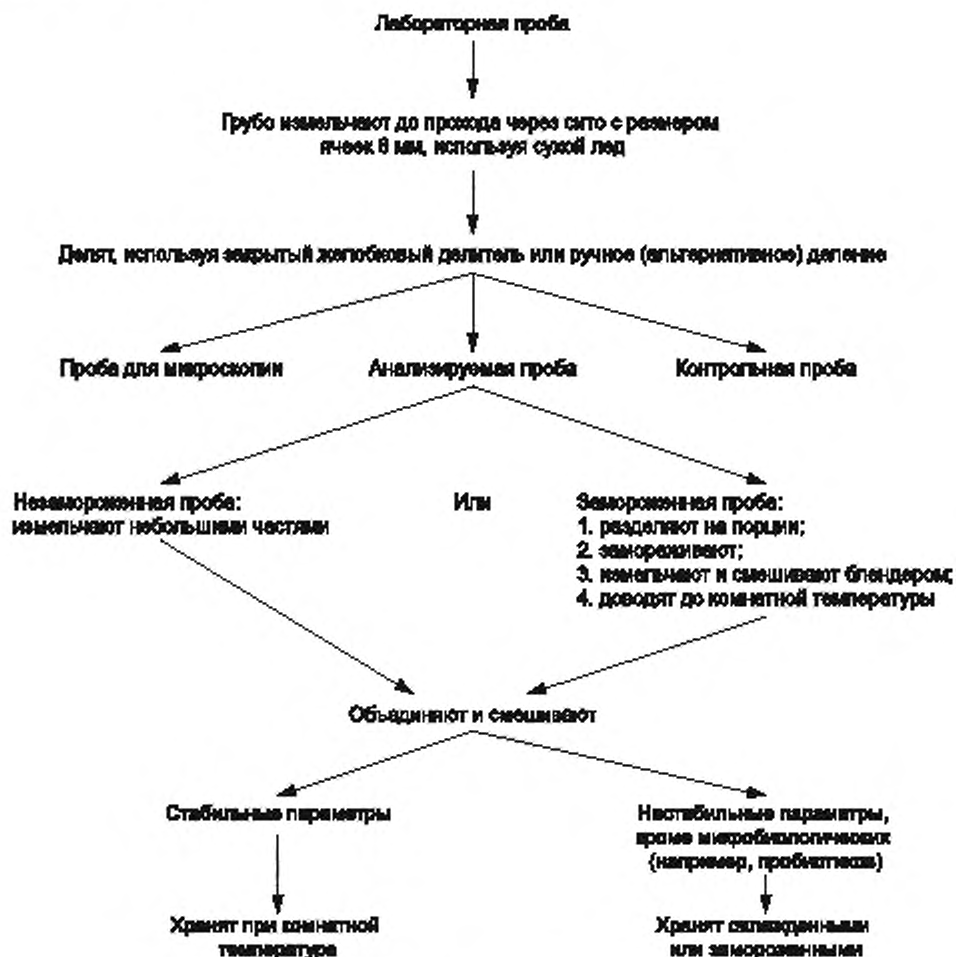 Лабораторная проба
Грубо измельчают до прохода через сито с размером
ячеек 6 мм, используя сухой лед
Делят, используя закрытый желобковый делитель или ручное (альтернативное) деление
Проба для микроскопии
Анализируемая проба
Контрольная проба
Незамороженная проба:
измельчают небольшими частями
Или
Замороженная проба:
1. разделяют на порции;
2. замораживают;
3. измельчают и смешивают блендером;
4. доводят до комнатной температуры
Объединяют и смешивают
Стабильные параметры
Нестабильные параметры,
кроме микробиологических
(например, пробиотиков)
Хранят при комнатной
температуре
Хранят охлажденными
или замороженными